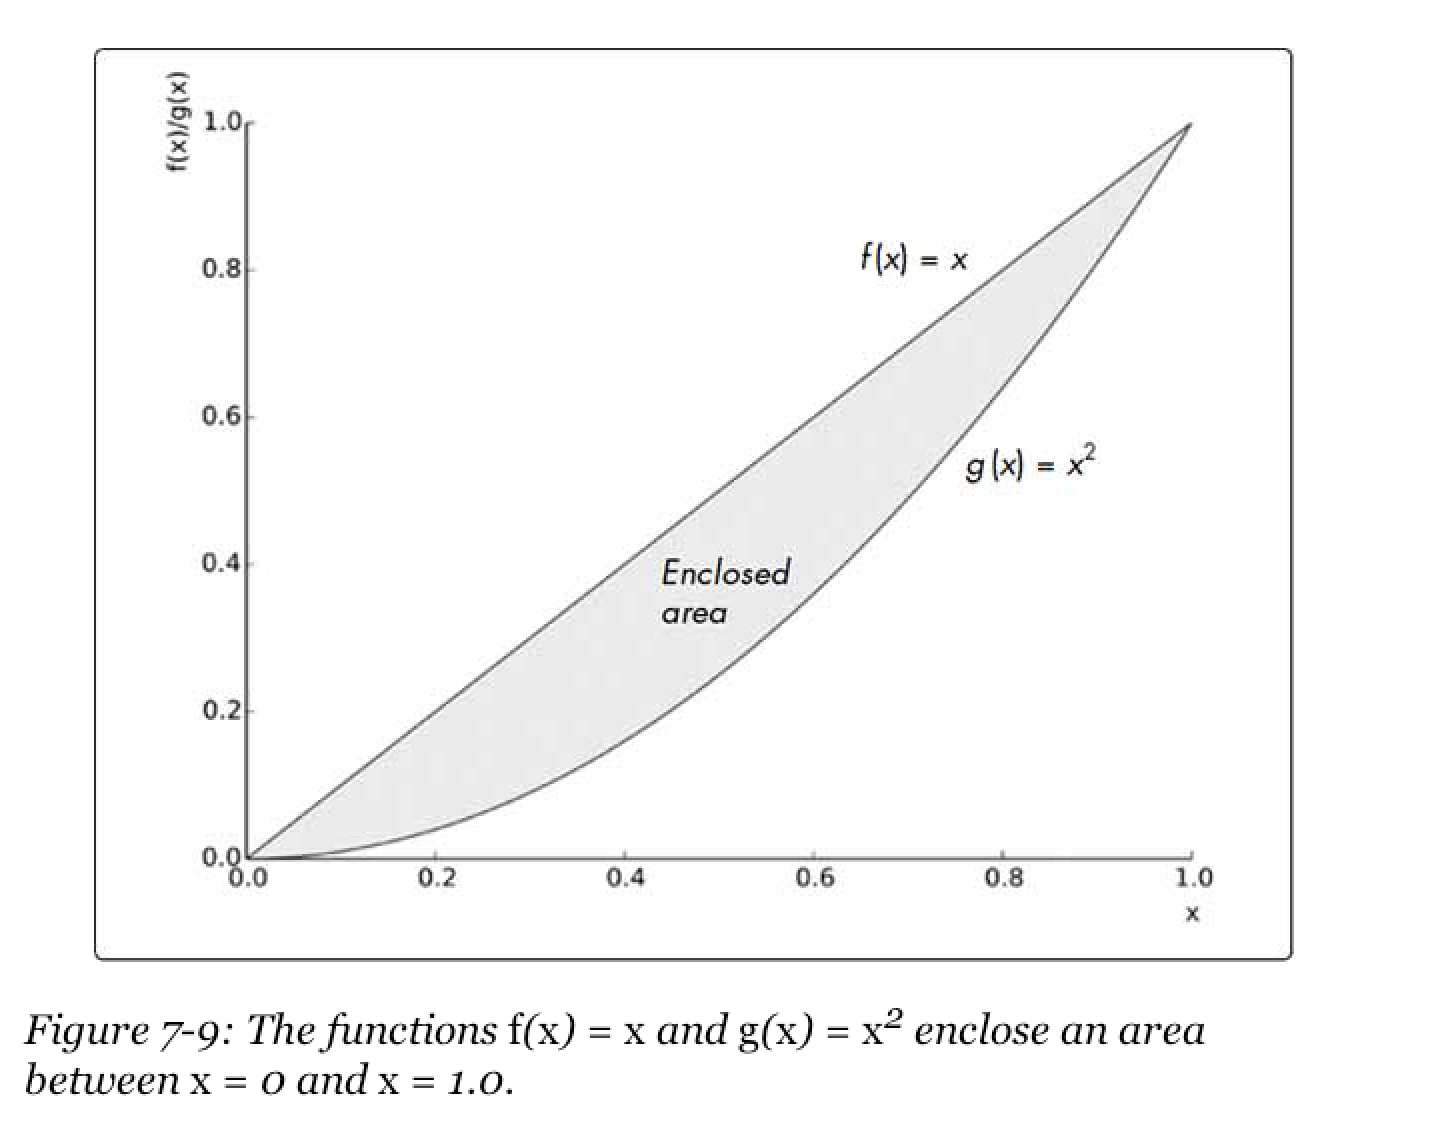 f(x)/g(x)
1.0
f(x) = x
0.8
0.6
g(x) = x²
0.4
Enclosed
area
0.2
0.0
0.0 0.2 0.4 0.6 0.8 1.0
x
Figure 7-9: The functions f(x) = x and g(x) = x² enclose an area
between x = 0 and x = 1.0.